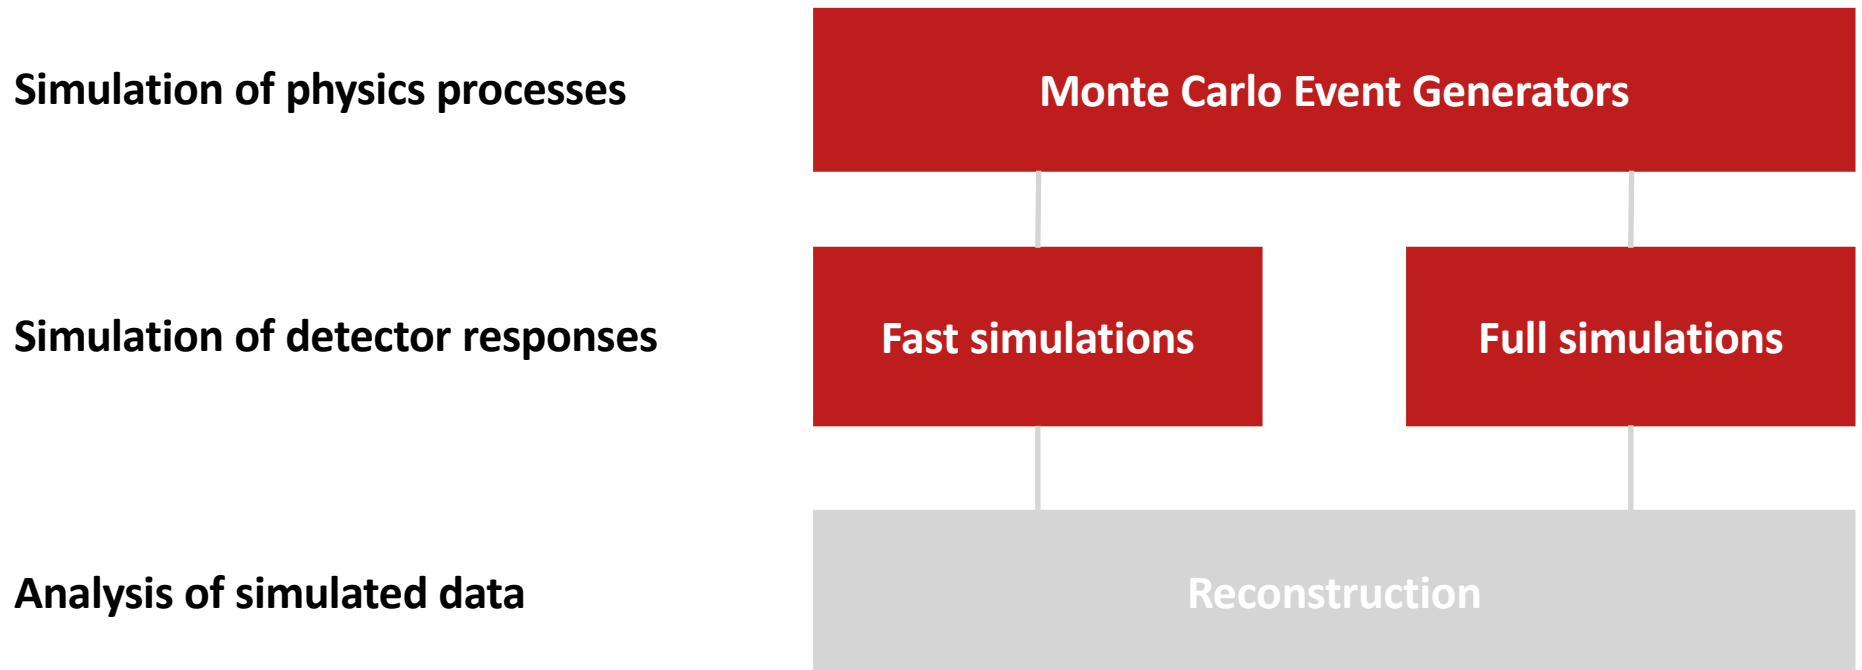 Simulation of physics processes
Monte Carlo Event Generators
Simulation of detector responses
Fast simulations
Full simulations
Analysis of simulated data
Reconstruction